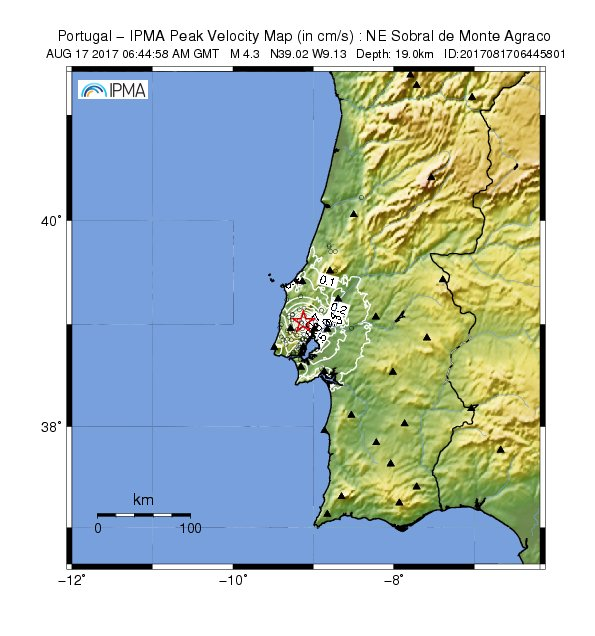 Portugal – IPMA Peak Velocity Map (in cm/s) : NE Sobral de Monte Agraco
AUG 17 2017 06:44:58 AM GMT M 4.3 N39.02 W9.13 Depth: 19.0km ID:2017081706445801
IPMA
40°
0.1
0.2
38°
km
0 100
−12° −10° −8°